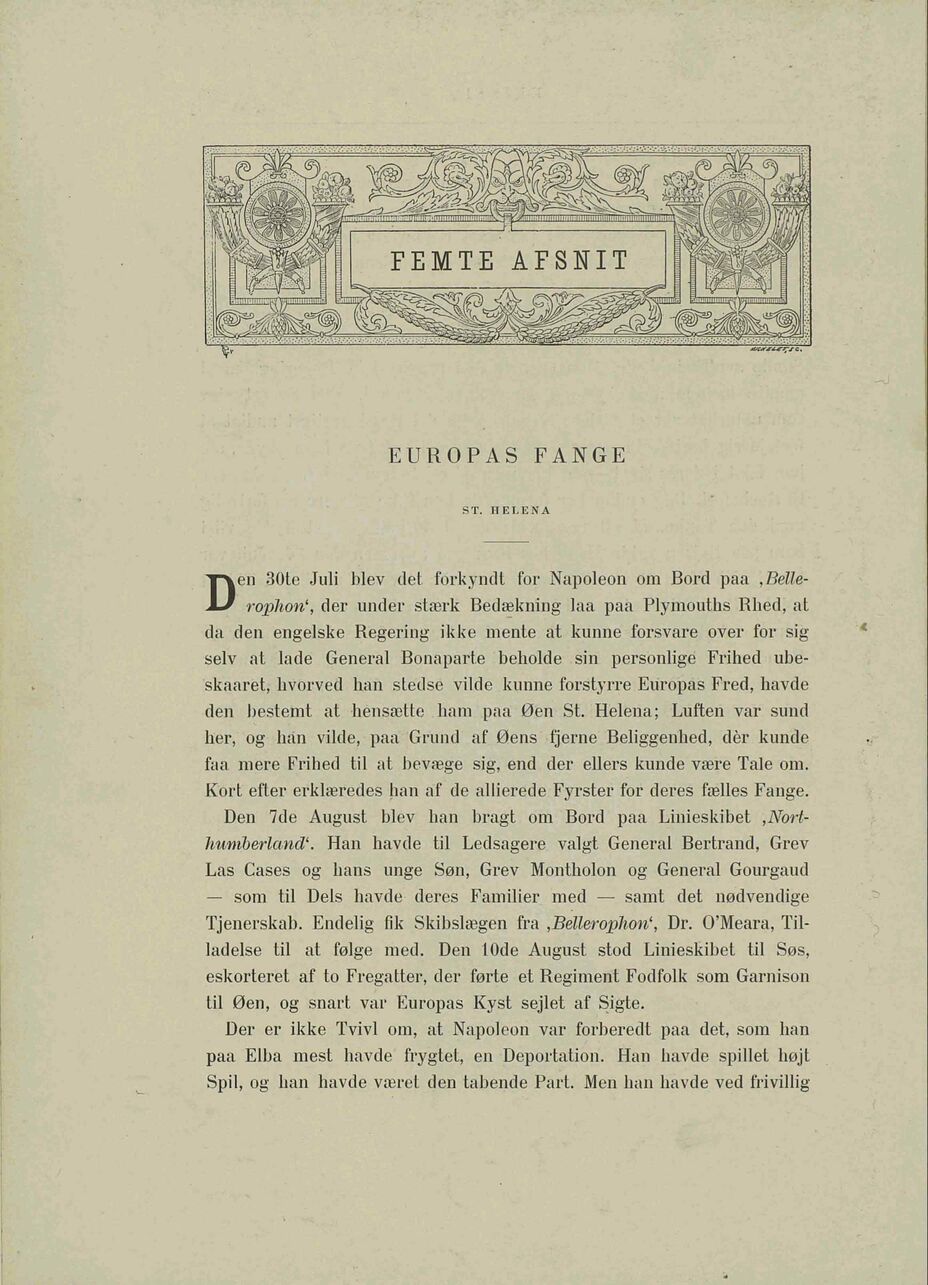 FEMTE AFSNIT
EUROPAS FANGE
ST. HELENA
Den 30te Juli blev det forkyndt for Napoleon om Bord paa ‚Belle-
rophon‘, der under stærk Bedækning laa paa Plymouths Rhed, at
da den engelske Regering ikke mente at kunne forsvare over for sig
selv at lade General Bonaparte beholde sin personlige Frihed ube-
skaaret, hvorved han stedse vilde kunne forstyrre Europas Fred, havde
den bestemt at hensætte ham paa Øen St. Helena; Luften var sund
her, og han vilde, paa Grund af Øens fjerne Beliggenhed, dèr kunde
faa mere Frihed til at bevæge sig, end der ellers kunde være Tale om.
Kort efter erklæredes han af de allierede Fyrster for deres fælles Fange.
Den 7de August blev han bragt om Bord paa Linieskibet ‚Nort-
humberland‘. Han havde til Ledsagere valgt General Bertrand, Grev
Las Cases og hans unge Søn, Grev Montholon og General Gourgaud
— som til Dels havde deres Familier med — samt det nødvendige
Tjenerskab. Endelig fik Skibslægen fra ‚Bellerophon‘, Dr. O'Meara, Til-
ladelse til at følge med. Den 10de August stod Linieskibet til Søs,
eskorteret af to Fregatter, der førte et Regiment Fodfolk som Garnison
til Øen, og snart var Europas Kyst sejlet af Sigte.
Der er ikke Tvivl om, at Napoleon var forberedt paa det, som han
paa Elba mest havde frygtet, en Deportation. Han havde spillet højt
Spil, og han havde været den tabende Part. Men han havde ved frivillig